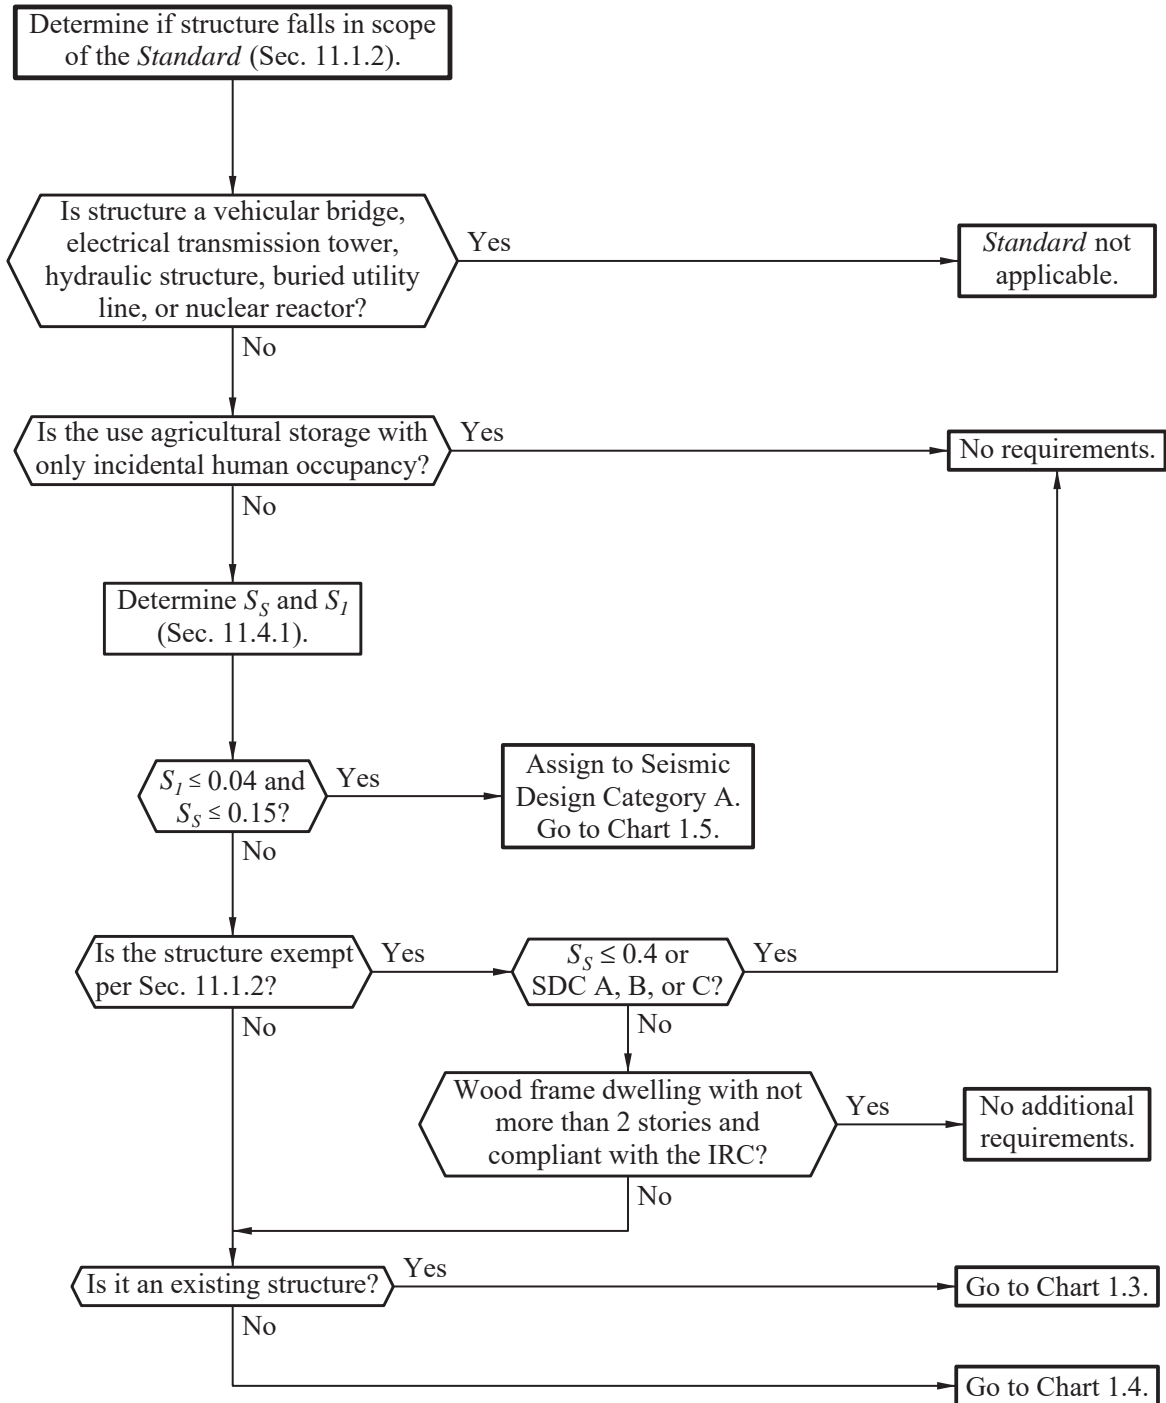 Determine if structure falls in scope
of the Standard (Sec. 11.1.2).
Is structure a vehicular bridge,
electrical transmission tower,
hydraulic structure, buried utility
line, or nuclear reactor?
Yes
Standard not
applicable.
No
Is the use agricultural storage with
only incidental human occupancy?
Yes
No requirements.
No
Determine S_S and S_1
(Sec. 11.4.1).
S_1 ≤ 0.04 and
S_S ≤ 0.15?
Yes
Assign to Seismic
Design Category A.
Go to Chart 1.5.
No
Is the structure exempt
per Sec. 11.1.2?
Yes
S_S ≤ 0.4 or
SDC A, B, or C?
Yes
No
No
Wood frame dwelling with not
more than 2 stories and
compliant with the IRC?
Yes
No additional
requirements.
No
Is it an existing structure?
Yes
Go to Chart 1.3.
No
Go to Chart 1.4.